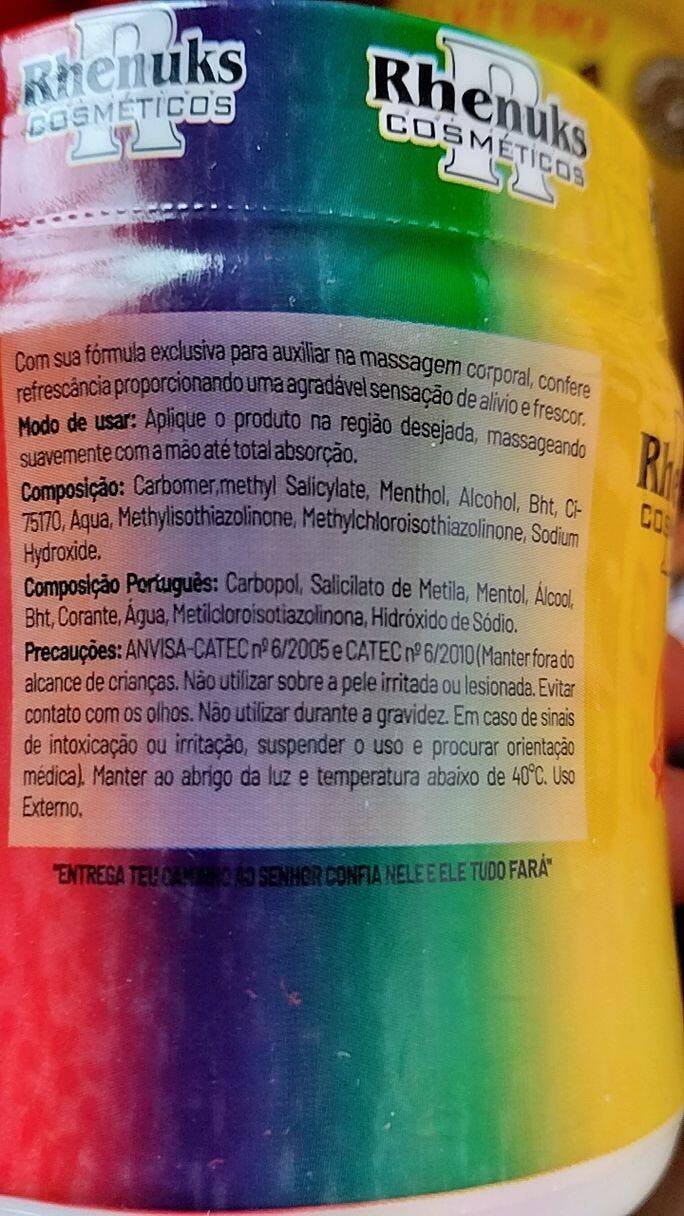 Rhenuks
COSMÉTICOS
Rhenuks
COSMÉTICOS
Com sua fórmula exclusiva para auxiliar na massagem corporal, confere
refrescância proporcionando uma agradável sensação de alívio e frescor.
Modo de usar: Aplique o produto na região desejada, massageando
suavemente com a mão até total absorção.
Composição: Carbomer,methyl Salicylate, Menthol, Alcohol, Bht, Ci-
75170, Aqua, Methylisothiazolinone, Methylchloroisothiazolinone, Sodium
Hydroxide.
Composição Português: Carbopol, Salicilato de Metila, Mentol, Álcool,
Bht, Corante, Água, Metilcloroisotiazolinona, Hidróxido de Sódio.
Precauções: ANVISA-CATEC nº 6/2005 e CATEC nº 6/2010(Manter fora do
alcance de crianças. Não utilizar sobre a pele irritada ou lesionada. Evitar
contato com os olhos. Não utilizar durante a gravidez. Em caso de sinais
de intoxicação ou irritação, suspender o uso e procurar orientação
médica). Manter ao abrigo da luz e temperatura abaixo de 40°C. Uso
Externo.
"ENTREGA TEU CAMINHO AO SENHOR CONFIA NELE E ELE TUDO FARÁ"
Rh
COS